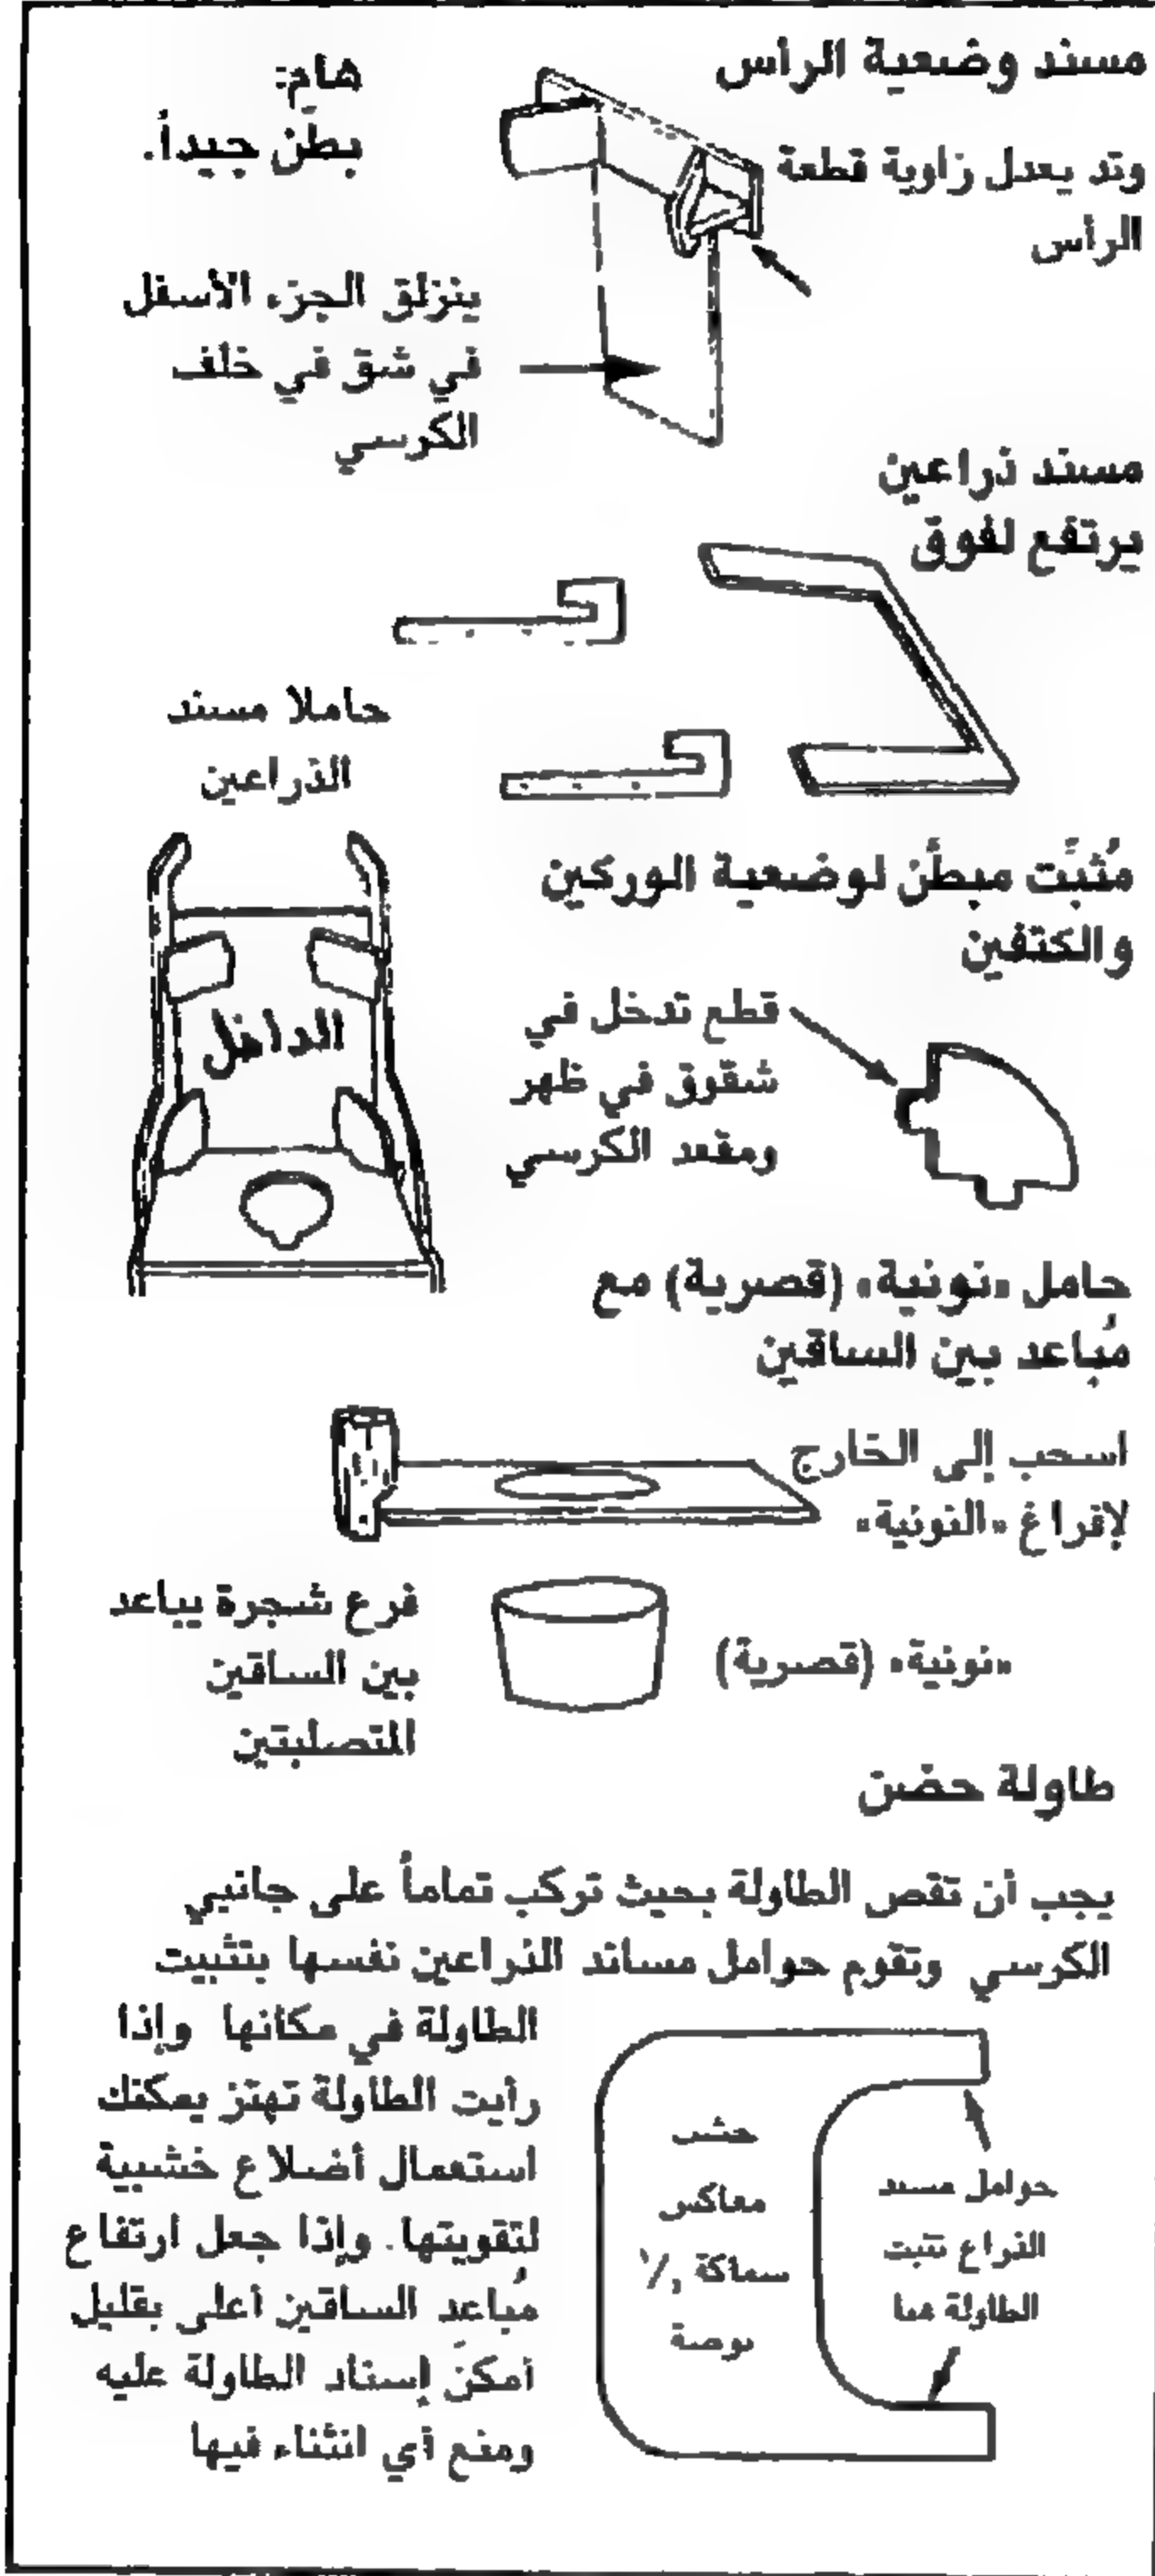 مسند وضعية الرأس
وتد يعدل زاوية قطعة
الرأس
هام:
بطّن جيداً.
ينزلق الجزء الأسفل
في شق في خلف
الكرسي
مسند ذراعين
يرتفع لفوق
حاملا مسند
الذراعين
مُثبِّت مبطّن لوضعية الوركين
والكتفين
قطع تدخل في
شقوق في ظهر
ومقعد الكرسي
الداخل
حامل «نونية» (قصرية) مع
مُباعد بين الساقين
اسحب إلى الخارج
لإفراغ «النونية»
فرع شجرة يباعد
بين الساقين
المتصلبتين
«نونية» (قصرية)
طاولة حضن
يجب أن تقص الطاولة بحيث تركب تماماً على جانبي
الكرسي وتقوم حوامل مساند الذراعين نفسها بتثبيت
الطاولة في مكانها وإذا
رأيت الطاولة تهتز يمكنك
استعمال أضلاع خشبية
لتقويتها. وإذا جعل ارتفاع
مُباعد الساقين أعلى بقليل
أمكنَ إسناد الطاولة عليه
ومنع أي انثناء فيها
خشب
معاكس
سماكة
بوصة
حوامل مسند
الذراع تثبت
الطاولة هنا